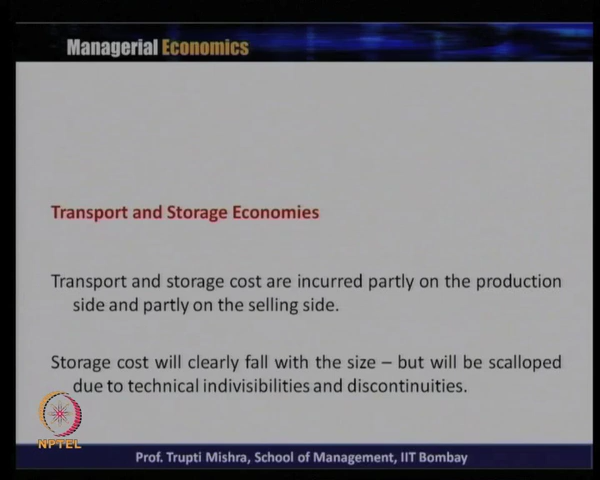 Managerial Economics
Transport and Storage Economies
Transport and storage cost are incurred partly on the production
side and partly on the selling side.
Storage cost will clearly fall with the size – but will be scalloped
due to technical indivisibilities and discontinuities.
NPTEL
Prof. Trupti Mishra, School of Management, IIT Bombay